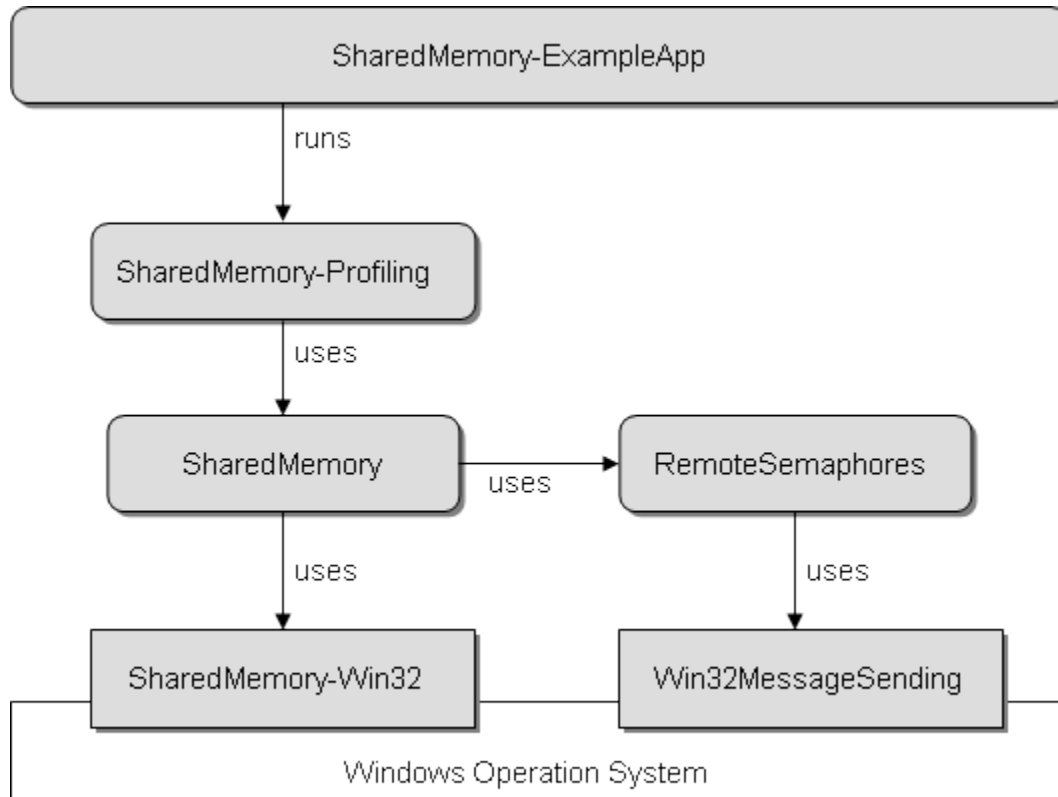 SharedMemory-ExampleApp
runs
SharedMemory-Profiling
uses
SharedMemory
uses
RemoteSemaphores
uses
uses
SharedMemory-Win32
Win32MessageSending
Windows Operation System